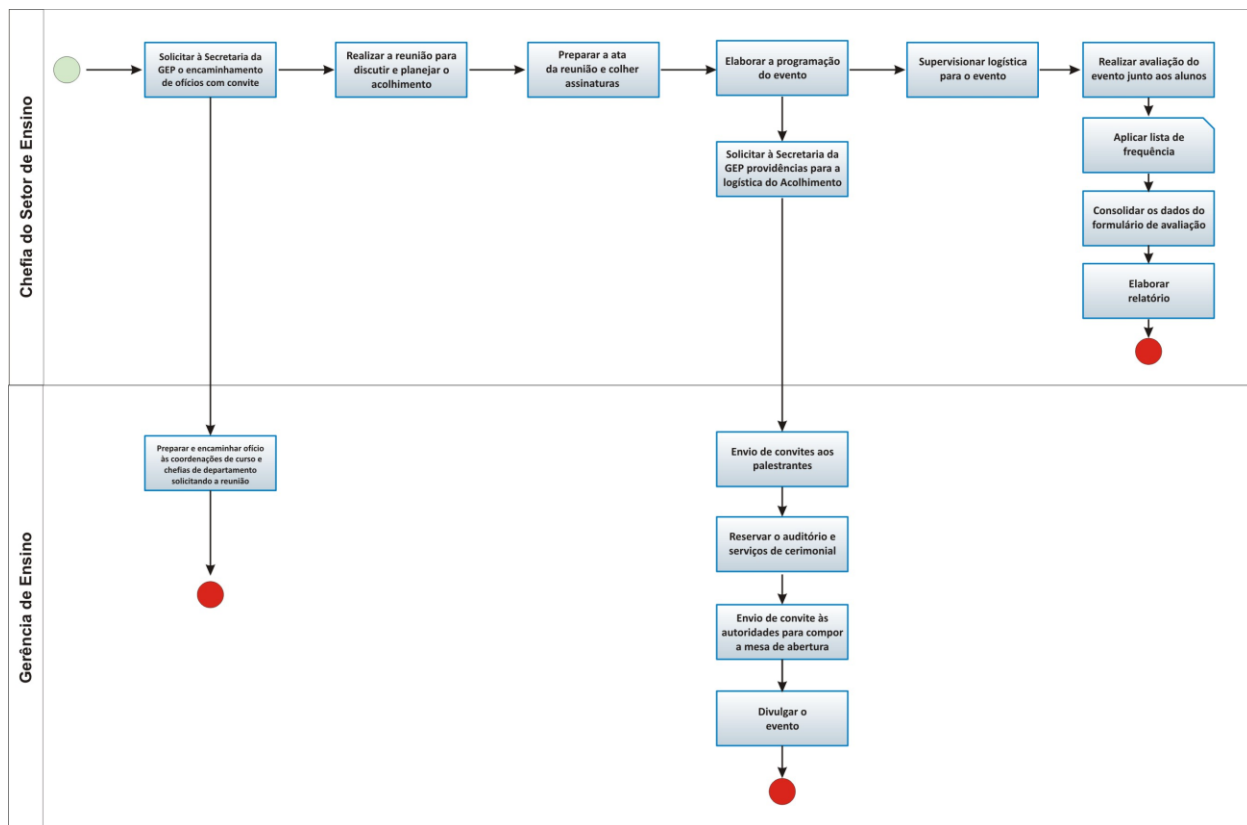 Chefia do Setor de Ensino
Solicitar à Secretaria da
GEP o encaminhamento
de ofícios com convite
Realizar a reunião para
discutir e planejar o
acolhimento
Preparar a ata
da reunião e colher
assinaturas
Elaborar a programação
do evento
Supervisionar logística
para o evento
Realizar avaliação do
evento junto aos alunos
Solicitar à Secretaria da
GEP providências para a
logística do Acolhimento
Aplicar lista de
frequência
Consolidar os dados do
formulário de avaliação
Elaborar
relatório
Gerência de Ensino
Preparar e encaminhar ofício
às coordenações de curso e
chefias de departamento
solicitando a reunião
Envio de convites aos
palestrantes
Reservar o auditório e
serviços de cerimonial
Envio de convite às
autoridades para compor
a mesa de abertura
Divulgar o
evento